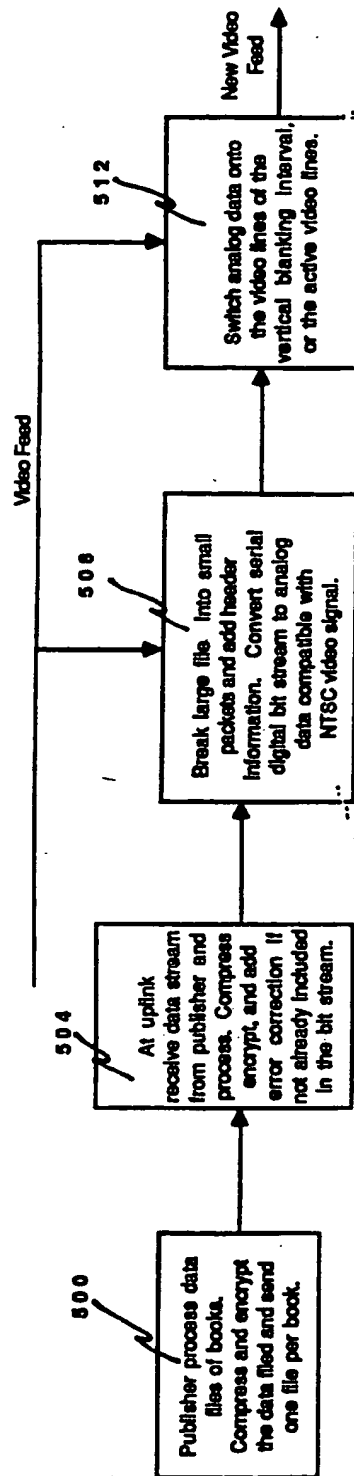 500
Publisher process data
files of books.
Compress and encrypt
the data filed and send
one file per book.
504
At uplink
receive data stream
from publisher and
process. Compress
encrypt, and add
error correction if
not already included
in the bit stream.
Video Feed
508
Break large file into small
packets and add header
information. Convert serial
digital bit stream to analog
data compatible with
NTSC video signal.
512
Switch analog data onto
the video lines of the
vertical blanking interval,
or the active video lines.
New Video
Feed